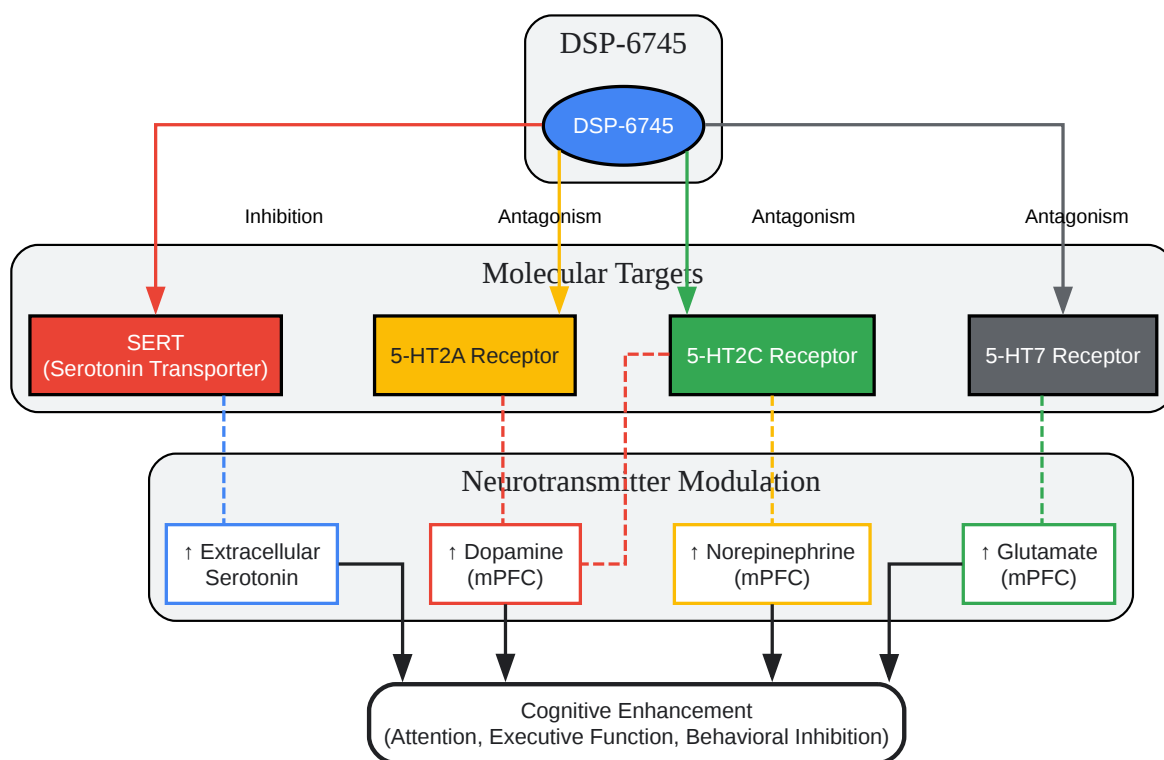 DSP-6745
DSP-6745
Inhibition
Antagonism
Antagonism
Antagonism
Molecular Targets
SERT
(Serotonin Transporter)
5-HT2A Receptor
5-HT2C Receptor
5-HT7 Receptor
Neurotransmitter Modulation
↑ Extracellular
Serotonin
↑ Dopamine
(mPFC)
↑ Norepinephrine
(mPFC)
↑ Glutamate
(mPFC)
Cognitive Enhancement
(Attention, Executive Function, Behavioral Inhibition)